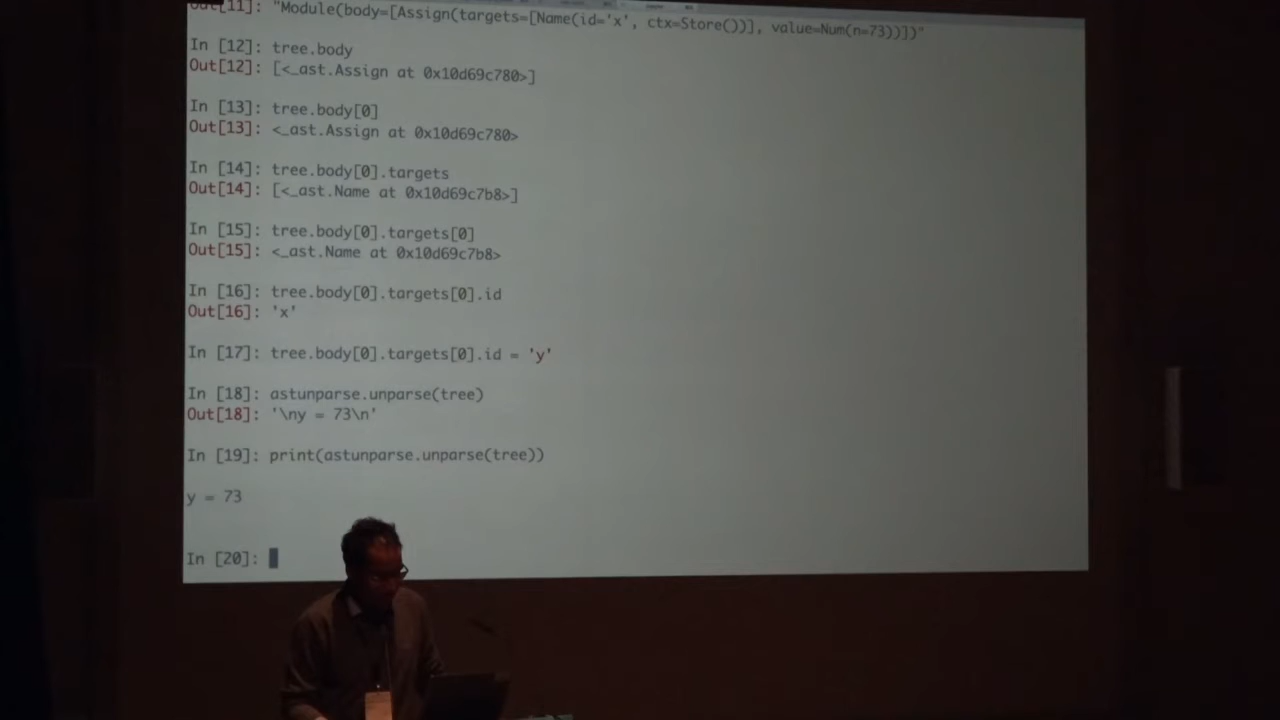 Out[11]: "Module(body=[Assign(targets=[Name(id='x', ctx=Store())], value=Num(n=73))])"
In [12]: tree.body
Out[12]: [<_ast.Assign at 0x10d69c780>]
In [13]: tree.body[0]
Out[13]: <_ast.Assign at 0x10d69c780>
In [14]: tree.body[0].targets
Out[14]: [<_ast.Name at 0x10d69c7b8>]
In [15]: tree.body[0].targets[0]
Out[15]: <_ast.Name at 0x10d69c7b8>
In [16]: tree.body[0].targets[0].id
Out[16]: 'x'
In [17]: tree.body[0].targets[0].id = 'y'
In [18]: astunparse.unparse(tree)
Out[18]: '\ny = 73\n'
In [19]: print(astunparse.unparse(tree))
y = 73
In [20]: